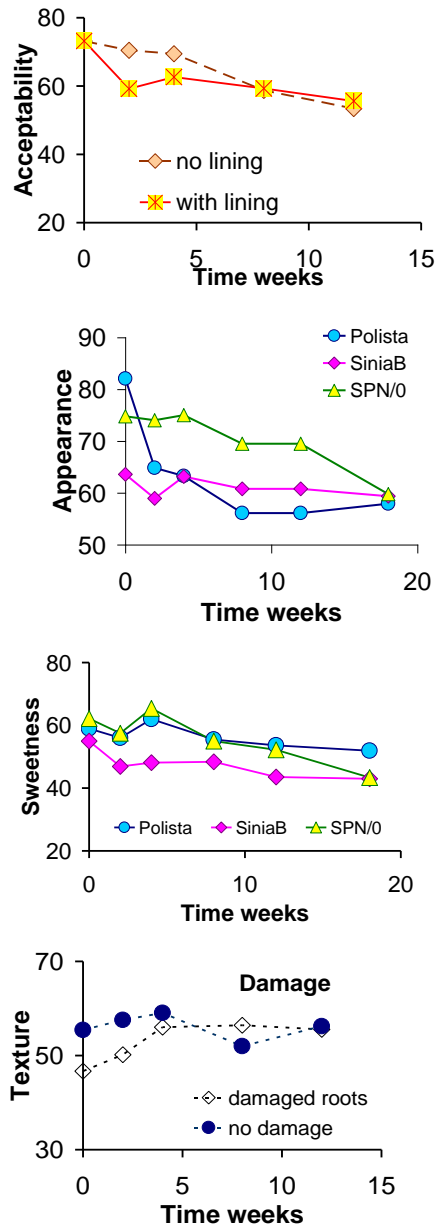 80
60
40
20
Acceptability
no lining
with lining
0 5 10 15
Time weeks
90
80
70
60
50
Appearance
Polista
SiniaB
SPN/0
0 10 20
Time weeks
80
60
40
20
Sweetness
Polista SiniaB SPN/0
0 10 20
Time weeks
70
50
30
Texture
Damage
damaged roots
no damage
0 5 10 15
Time weeks